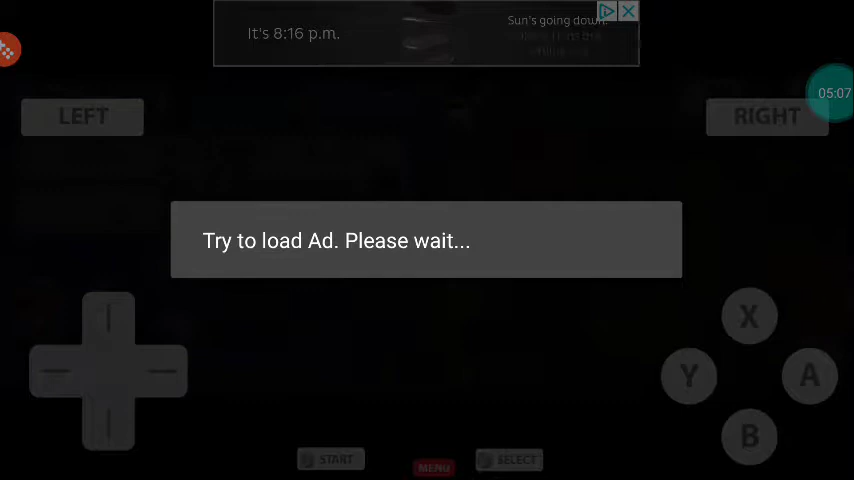 It's 8:16 p.m.
Sun's going down.
05:07
LEFT
RIGHT
Try to load Ad. Please wait...
X
Y
A
B
START
MENU
SELECT